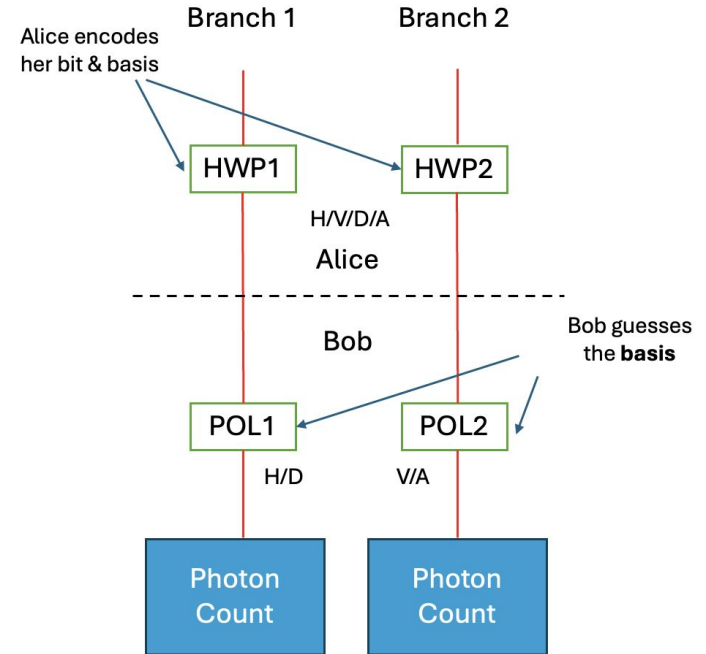 Branch 1
Branch 2
Alice encodes
her bit & basis
HWP1
HWP2
H/V/D/A
Alice
Bob
Bob guesses
the basis
POL1
POL2
H/D
V/A
Photon
Count
Photon
Count